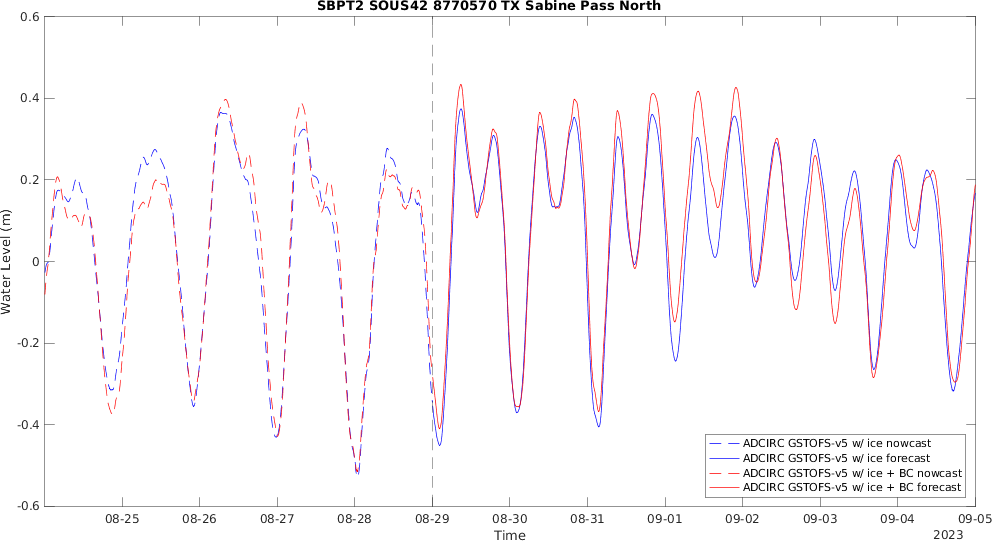 SBPT2 SOUS42 8770570 TX Sabine Pass North
0.6
0.4
0.2
0
-0.2
-0.4
-0.6
Water Level (m)
08-25 08-26 08-27 08-28 08-29 08-30 08-31 09-01 09-02 09-03 09-04 09-05
Time
2023
ADCIRC GSTOFS-v5 w/ ice nowcast
ADCIRC GSTOFS-v5 w/ ice forecast
ADCIRC GSTOFS-v5 w/ ice + BC nowcast
ADCIRC GSTOFS-v5 w/ ice + BC forecast